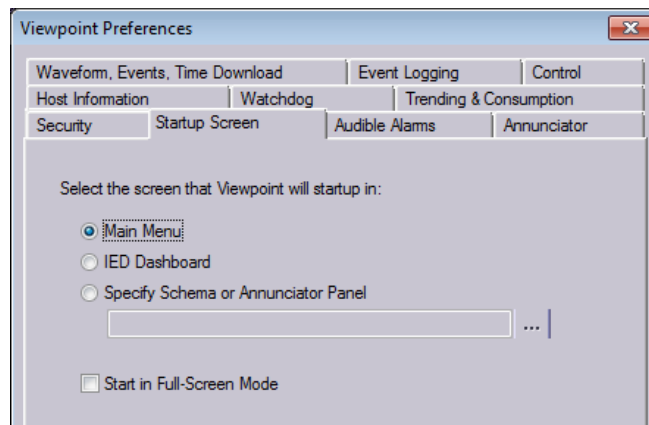 Viewpoint Preferences
Waveform, Events, Time Download Event Logging Control
Host Information Watchdog Trending & Consumption
Security Startup Screen Audible Alarms Annunciator
Select the screen that Viewpoint will startup in:
Main Menu
IED Dashboard
Specify Schema or Annunciator Panel
...
Start in Full-Screen Mode